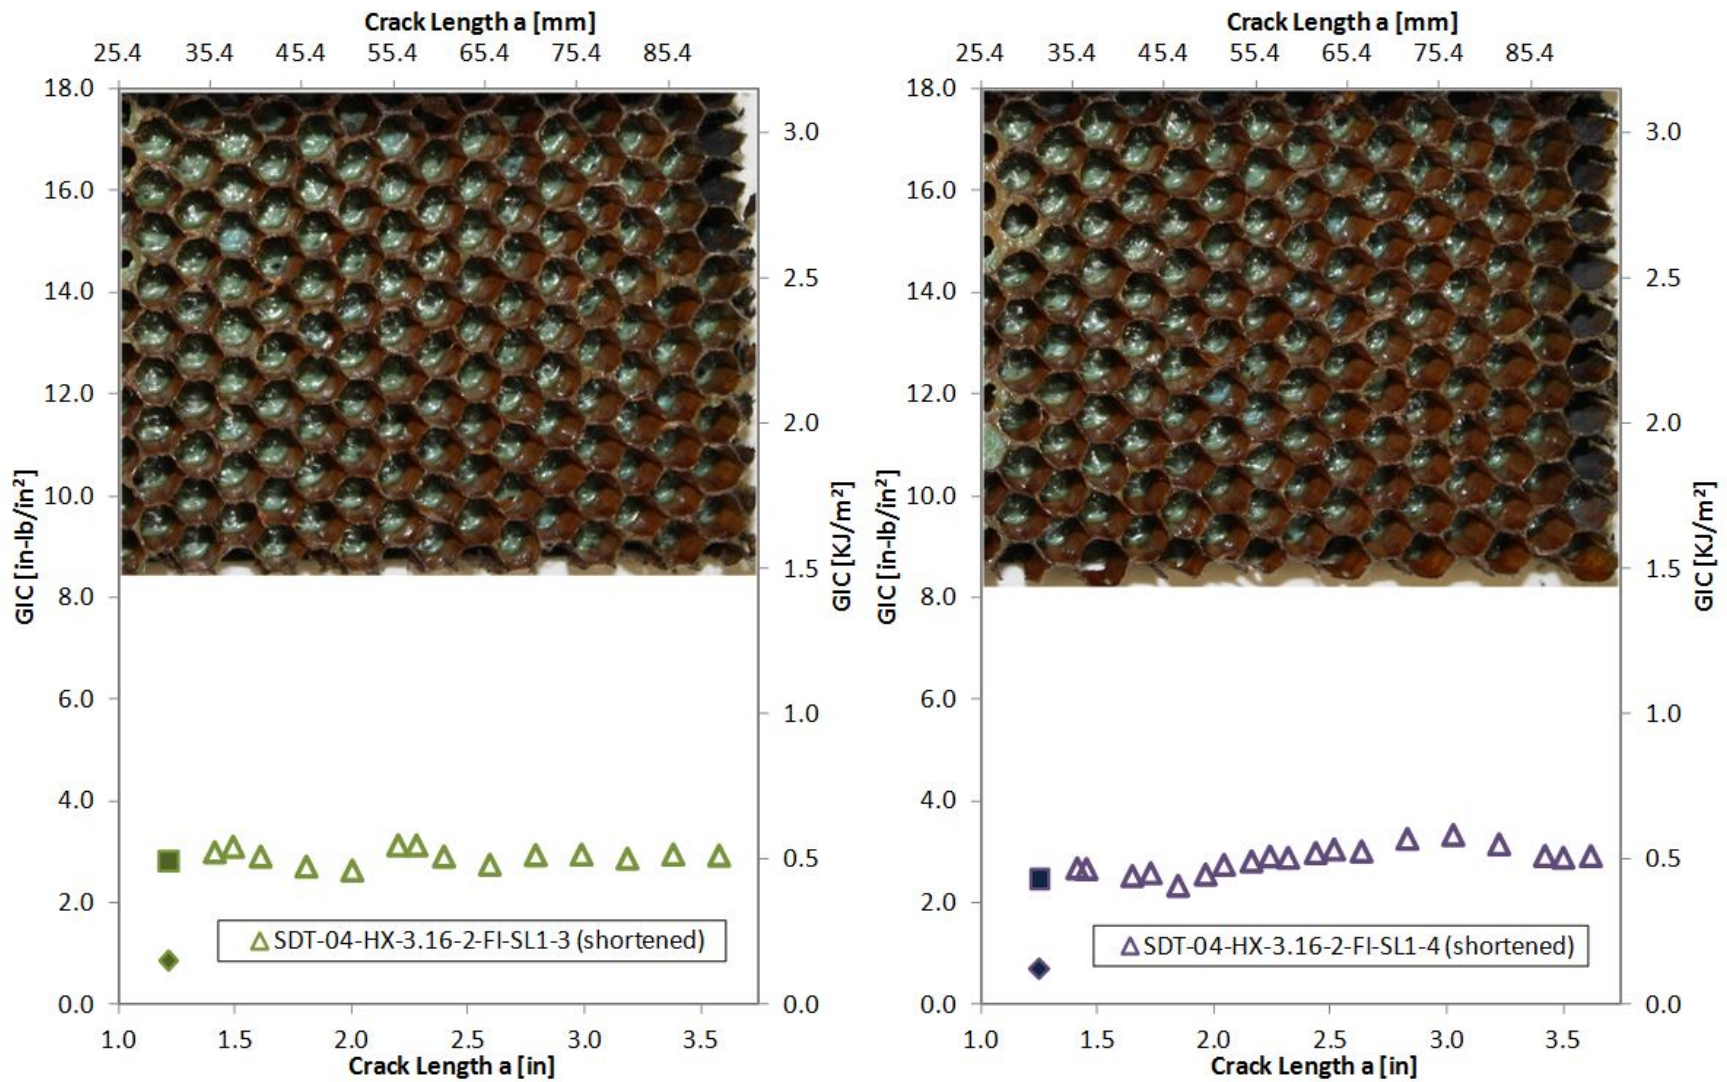 Crack Length a [mm]
25.4 35.4 45.4 55.4 65.4 75.4 85.4
18.0
16.0
14.0
12.0
10.0
8.0
6.0
4.0
2.0
0.0
GIC [in-lb/in²]
3.0
2.5
2.0
1.5
1.0
0.5
0.0
GIC [KJ/m²]
SDT-04-HX-3.16-2-FI-SL1-3 (shortened)
1.0 1.5 2.0 2.5 3.0 3.5
Crack Length a [in]
Crack Length a [mm]
25.4 35.4 45.4 55.4 65.4 75.4 85.4
18.0
16.0
14.0
12.0
10.0
8.0
6.0
4.0
2.0
0.0
GIC [in-lb/in²]
3.0
2.5
2.0
1.5
1.0
0.5
0.0
GIC [KJ/m²]
SDT-04-HX-3.16-2-FI-SL1-4 (shortened)
1.0 1.5 2.0 2.5 3.0 3.5
Crack Length a [in]